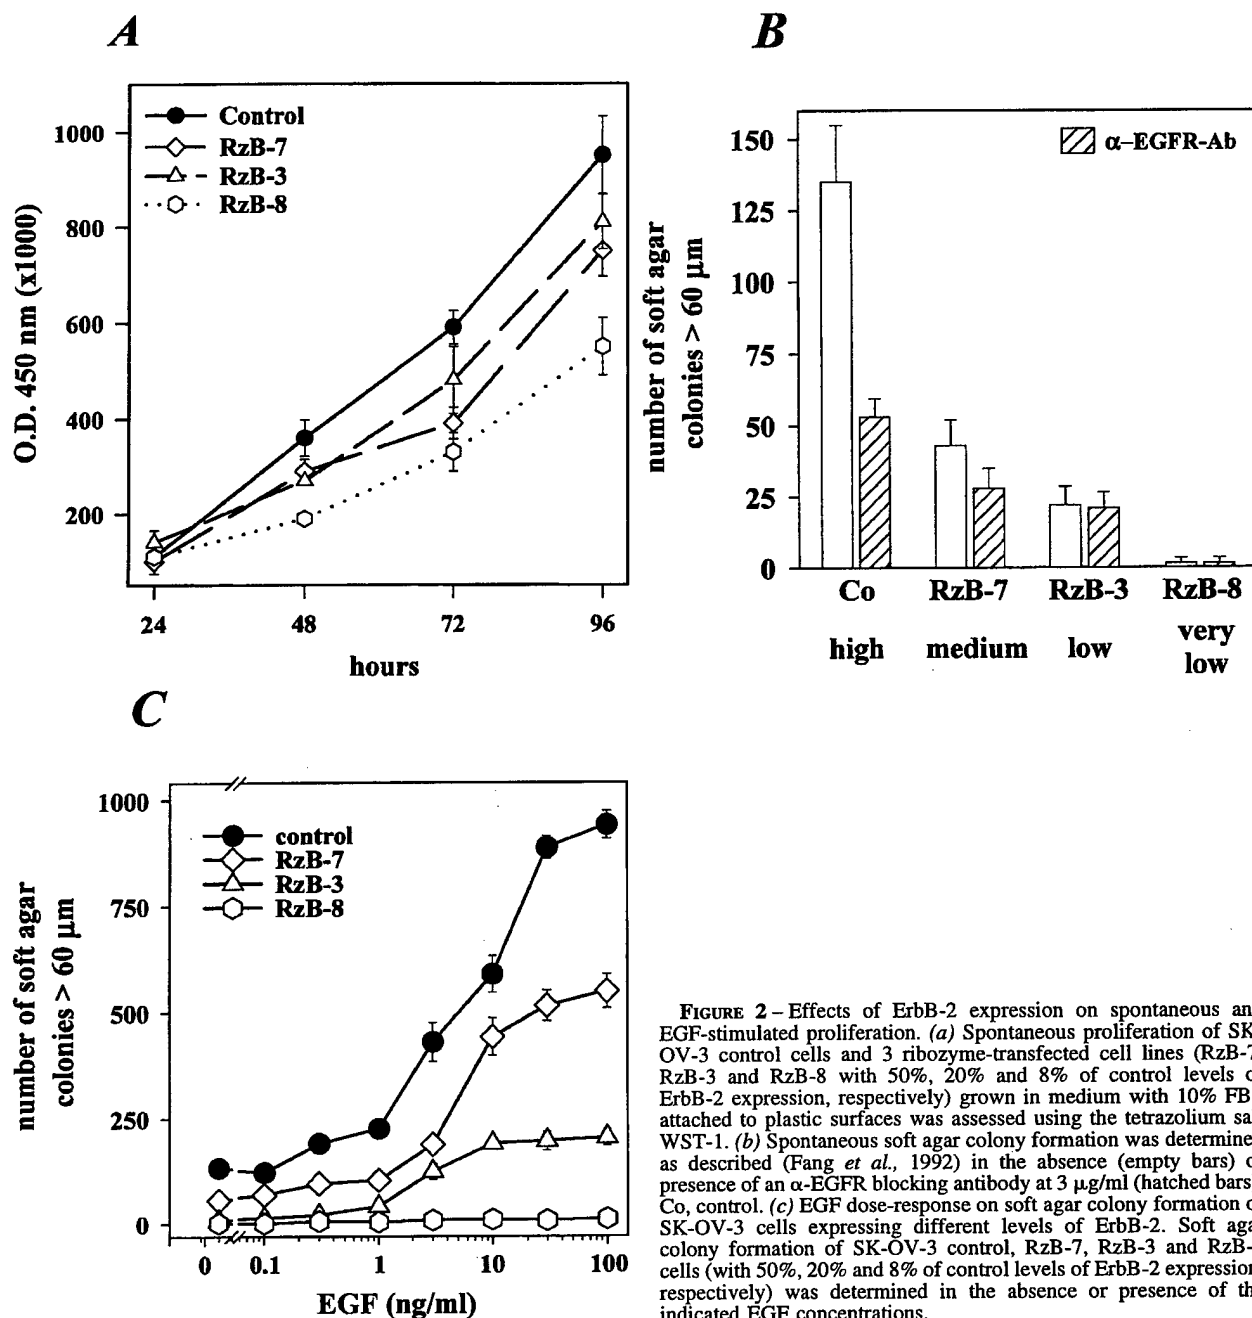 A
Control
RzB-7
RzB-3
RzB-8
1000
800
600
400
200
O.D. 450 nm (x1000)
24 48 72 96
hours
B
α–EGFR-Ab
150
125
100
75
50
25
0
number of soft agar
colonies > 60 µm
Co RzB-7 RzB-3 RzB-8
high medium low very
low
C
control
RzB-7
RzB-3
RzB-8
1000
750
500
250
0
number of soft agar
colonies > 60 µm
0 0.1 1 10 100
EGF (ng/ml)
FIGURE 2 – Effects of ErbB-2 expression on spontaneous an
EGF-stimulated proliferation. (a) Spontaneous proliferation of SK-
OV-3 control cells and 3 ribozyme-transfected cell lines (RzB-7
RzB-3 and RzB-8 with 50%, 20% and 8% of control levels o
ErbB-2 expression, respectively) grown in medium with 10% FB
attached to plastic surfaces was assessed using the tetrazolium sa
WST-1. (b) Spontaneous soft agar colony formation was determine
as described (Fang et al., 1992) in the absence (empty bars) o
presence of an α-EGFR blocking antibody at 3 µg/ml (hatched bars
Co, control. (c) EGF dose-response on soft agar colony formation o
SK-OV-3 cells expressing different levels of ErbB-2. Soft aga
colony formation of SK-OV-3 control, RzB-7, RzB-3 and RzB-
cells (with 50%, 20% and 8% of control levels of ErbB-2 expression
respectively) was determined in the absence or presence of th
indicated EGF concentrations.